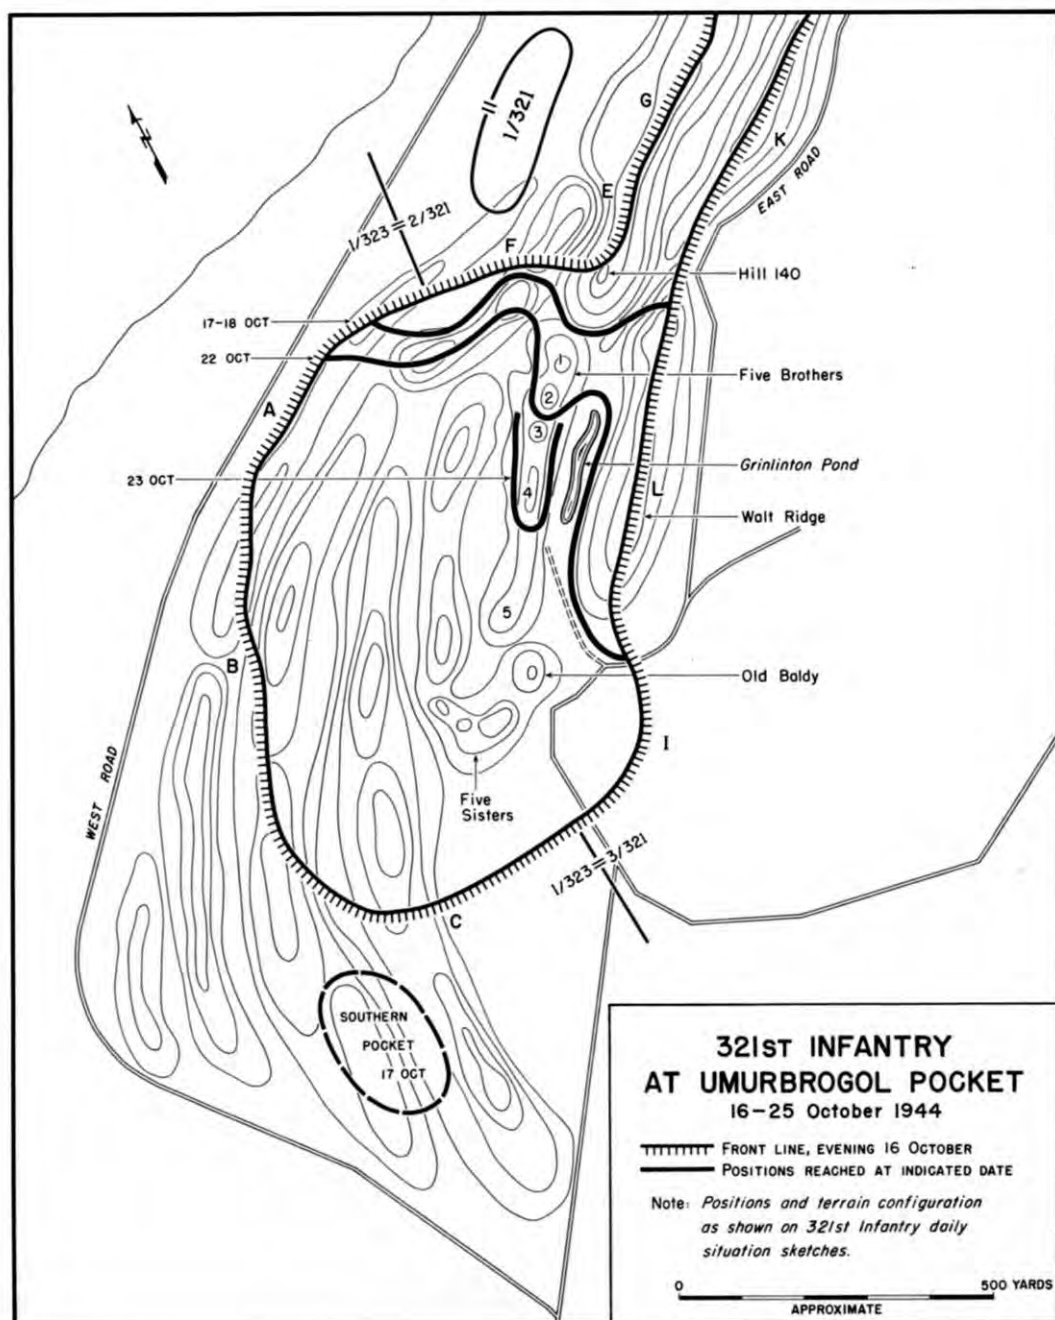 N
1/321
G
K
E
EAST ROAD
1/323 = 2/321
F
Hill 140
17-18 OCT
22 OCT
1
Five Brothers
2
A
3
Grinlinton Pond
23 OCT
4
L
Walt Ridge
5
B
Old Baldy
I
WEST ROAD
Five
Sisters
1/323 = 3/321
C
SOUTHERN
POCKET
17 OCT
321ST INFANTRY
AT UMURBROGOL POCKET
16-25 October 1944
FRONT LINE, EVENING 16 OCTOBER
POSITIONS REACHED AT INDICATED DATE
Note: Positions and terrain configuration
as shown on 321st Infantry daily
situation sketches.
0 500 YARDS
APPROXIMATE